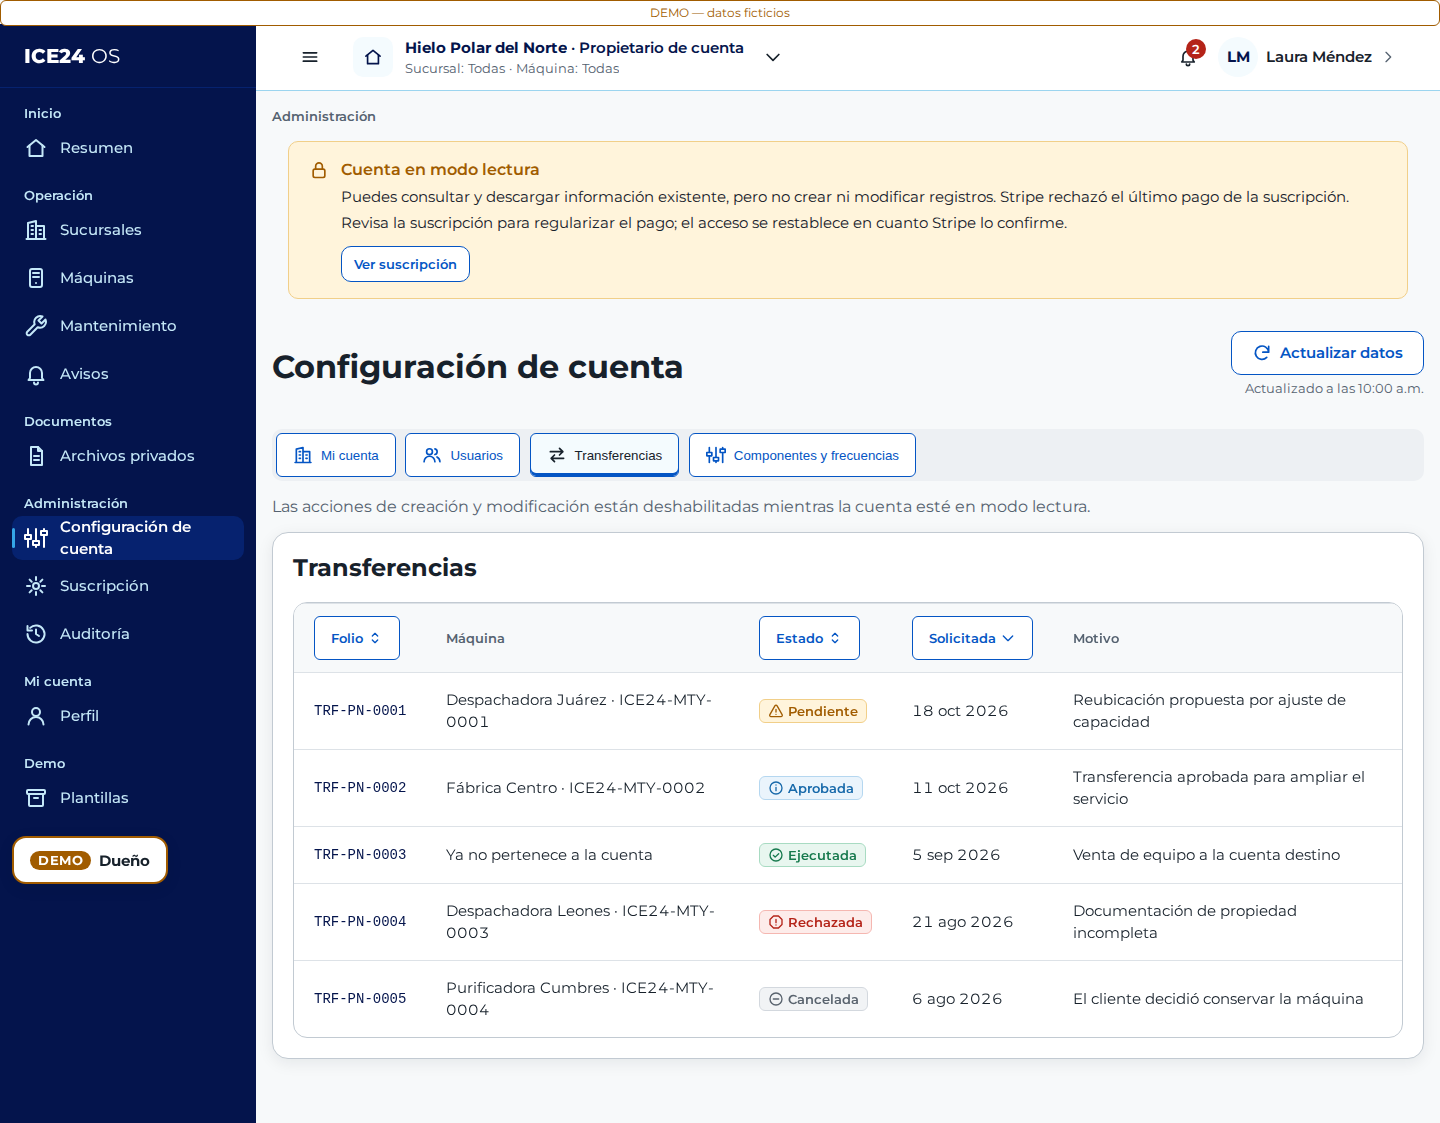 DEMO — datos ficticios
ICE24 OS
Inicio
Resumen
Operación
Sucursales
Máquinas
Mantenimiento
Avisos
Documentos
Archivos privados
Administración
Configuración de
cuenta
Suscripción
Auditoría
Mi cuenta
Perfil
Demo
Plantillas
DEMO Dueño
Hielo Polar del Norte · Propietario de cuenta
Sucursal: Todas · Máquina: Todas
2
LM Laura Méndez
Administración
Cuenta en modo lectura
Puedes consultar y descargar información existente, pero no crear ni modificar registros. Stripe rechazó el último pago de la suscripción.
Revisa la suscripción para regularizar el pago; el acceso se restablece en cuanto Stripe lo confirme.
Ver suscripción
Configuración de cuenta
Actualizar datos
Actualizado a las 10:00 a.m.
Mi cuenta Usuarios Transferencias Componentes y frecuencias
Las acciones de creación y modificación están deshabilitadas mientras la cuenta esté en modo lectura.
Transferencias
Folio Máquina Estado Solicitada Motivo
TRF-PN-0001 Despachadora Juárez · ICE24-MTY-
0001 Pendiente 18 oct 2026 Reubicación propuesta por ajuste de
capacidad
TRF-PN-0002 Fábrica Centro · ICE24-MTY-0002 Aprobada 11 oct 2026 Transferencia aprobada para ampliar el
servicio
TRF-PN-0003 Ya no pertenece a la cuenta Ejecutada 5 sep 2026 Venta de equipo a la cuenta destino
TRF-PN-0004 Despachadora Leones · ICE24-MTY-
0003 Rechazada 21 ago 2026 Documentación de propiedad
incompleta
TRF-PN-0005 Purificadora Cumbres · ICE24-MTY-
0004 Cancelada 6 ago 2026 El cliente decidió conservar la máquina